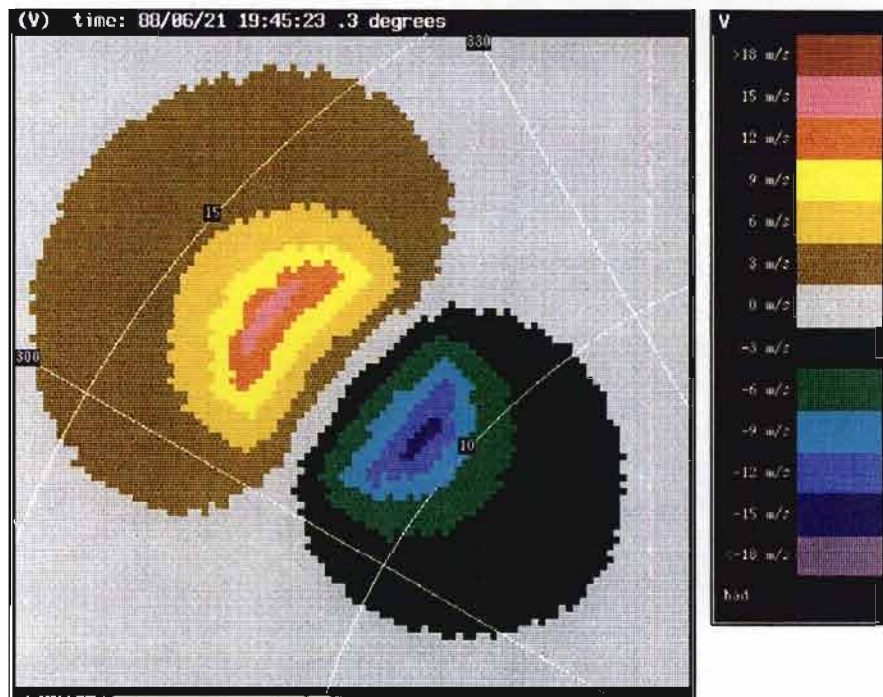 (V) time: 88/06/21 19:45:23 .3 degrees
330
15
300
10
V
>18 m/s
15 m/s
12 m/s
9 m/s
6 m/s
3 m/s
0 m/s
-3 m/s
-6 m/s
-9 m/s
-12 m/s
-15 m/s
<-18 m/s
bad